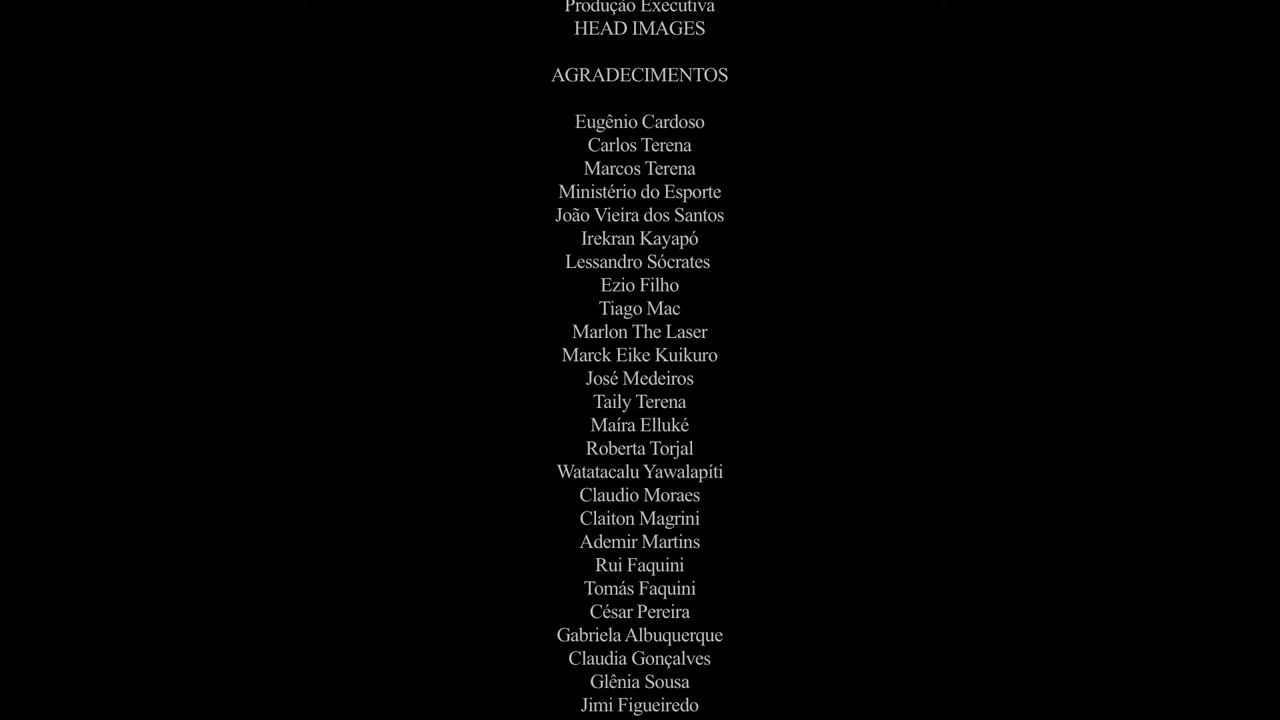 Produção Executiva
HEAD IMAGES
AGRADECIMENTOS
Eugênio Cardoso
Carlos Terena
Marcos Terena
Ministério do Esporte
João Vieira dos Santos
Irekran Kayapó
Lessandro Sócrates
Ezio Filho
Tiago Mac
Marlon The Laser
Marck Eike Kuikuro
José Medeiros
Taily Terena
Maíra Elluké
Roberta Torjal
Watatacalu Yawalapíti
Claudio Moraes
Claiton Magrini
Ademir Martins
Rui Faquini
Tomás Faquini
César Pereira
Gabriela Albuquerque
Claudia Gonçalves
Glênia Sousa
Jimi Figueiredo